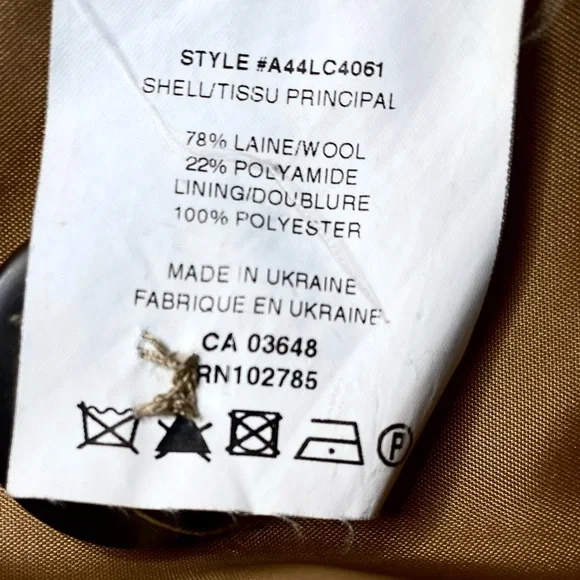 STYLE #A44LC4061
SHELL/TISSU PRINCIPAL
78% LAINE/WOOL
22% POLYAMIDE
LINING/DOUBLURE
100% POLYESTER
MADE IN UKRAINE
FABRIQUE EN UKRAINE
CA 03648
RN102785
P